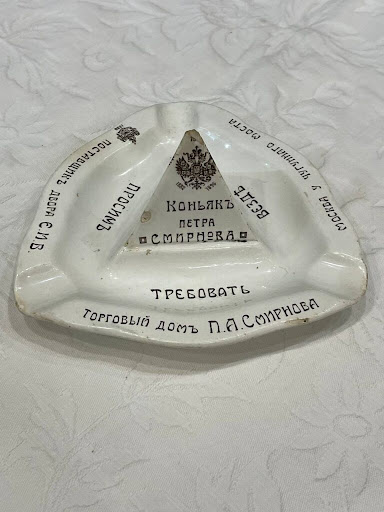 Коньякъ
ПЕТРА
СМИРНОВА
ПРОСИМЪ
ВЕЗДѢ
ТРЕБОВАТЬ
ПОСТАВЩИКЪ ДВОРА Е.И.В
МОСКВА У ЧУГУННАГО МОСТА
ТОРГОВЫЙ ДОМЪ П.А.СМИРНОВА